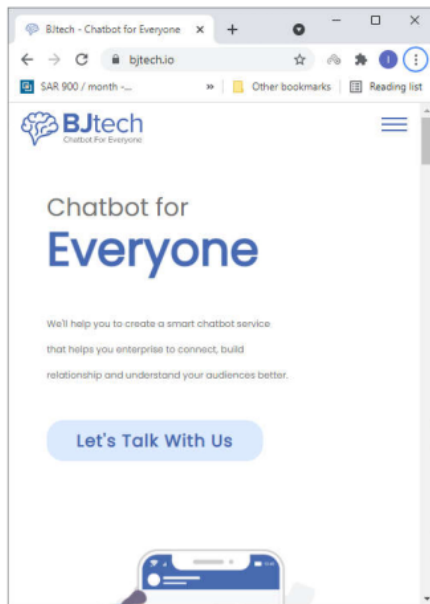 BJtech - Chatbot for Everyone
bjtech.io
SAR 900 / month -...
Other bookmarks
Reading list
BJtech
Chatbot For Everyone
Chatbot for
Everyone
We'll help you to create a smart chatbot service
that helps you enterprise to connect, build
relationship and understand your audiences better.
Let's Talk With Us